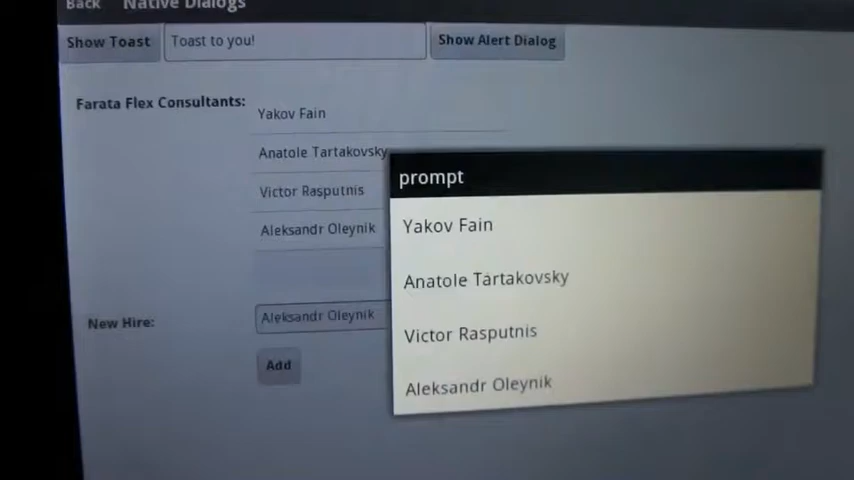 Back Native Dialogs
Show Toast Toast to you! Show Alert Dialog
Farata Flex Consultants:
Yakov Fain
Anatole Tartakovsky
Victor Rasputnis
Aleksandr Oleynik
New Hire: Aleksandr Oleynik
Add
prompt
Yakov Fain
Anatole Tartakovsky
Victor Rasputnis
Aleksandr Oleynik